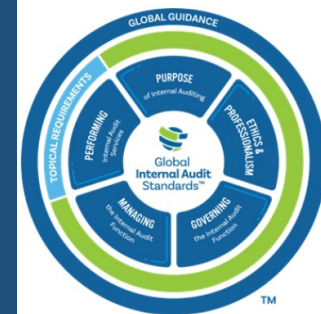 GLOBAL GUIDANCE
TOPICAL REQUIREMENTS
PURPOSE
of Internal Auditing
ETHICS &
PROFESSIONALISM
GOVERNING
the Internal Audit
Function
MANAGING
the Internal Audit
Function
PERFORMING
Internal Audit
Services
Global
Internal Audit
Standards™
TM